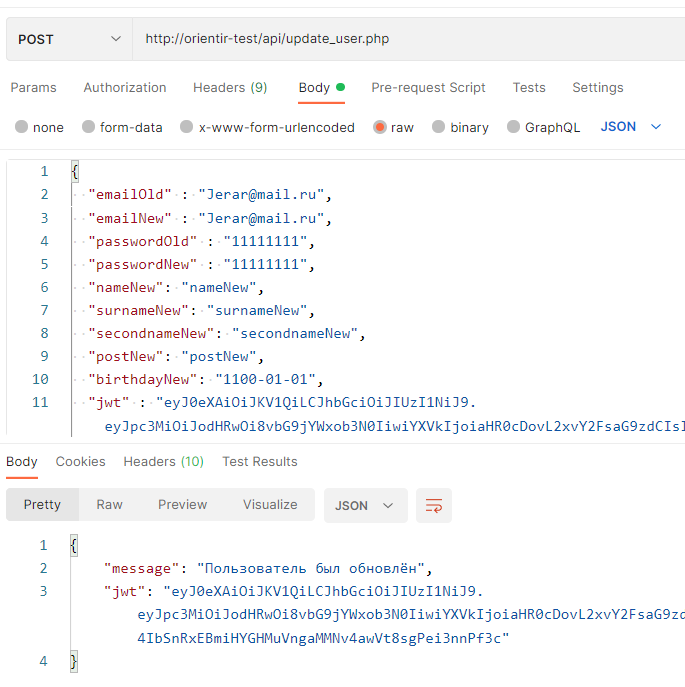 POST http://orientir-test/api/update_user.php
Params Authorization Headers (9) Body Pre-request Script Tests Settings
none form-data x-www-form-urlencoded raw binary GraphQL JSON
1 {
2 "emailOld" : "Jerar@mail.ru",
3 "emailNew" : "Jerar@mail.ru",
4 "passwordOld" : "11111111",
5 "passwordNew" : "11111111",
6 "nameNew": "nameNew",
7 "surnameNew": "surnameNew",
8 "secondnameNew": "secondnameNew",
9 "postNew": "postNew",
10 "birthdayNew": "1100-01-01",
11 "jwt" : "eyJ0eXAiOiJKV1QiLCJhbGciOiJIUzI1NiJ9.
eyJpc3MiOiJodHRwOi8vbG9jYWxob3N0IiwiYXVkIjoiaHR0cDovL2xvY2FsaG9zdCIsI
Body Cookies Headers (10) Test Results
Pretty Raw Preview Visualize JSON
1 {
2 "message": "Пользователь был обновлён",
3 "jwt": "eyJ0eXAiOiJKV1QiLCJhbGciOiJIUzI1NiJ9.
eyJpc3MiOiJodHRwOi8vbG9jYWxob3N0IiwiYXVkIjoiaHR0cDovL2xvY2FsaG9zd
4IbSnRxEBmiHYGHMuVngaMMNv4awVt8sgPei3nnPf3c"
4 }